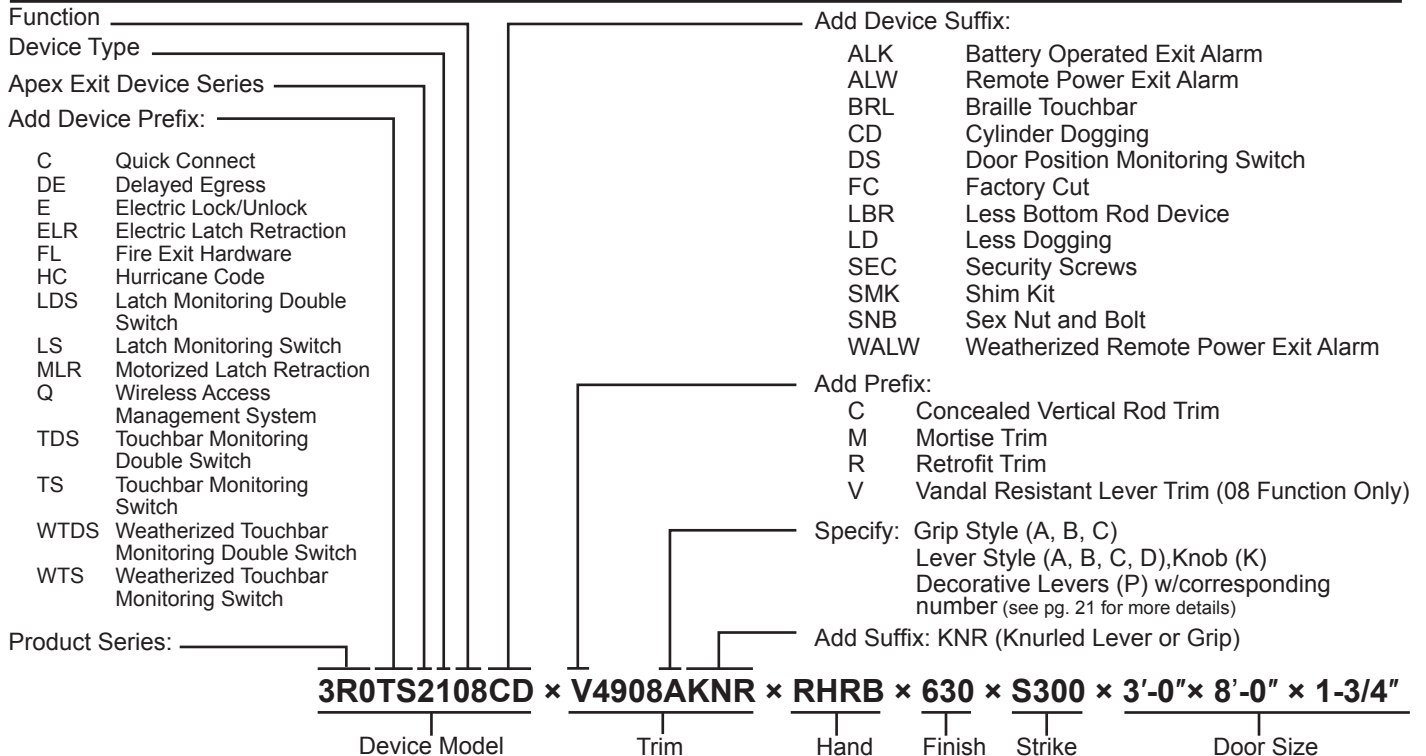 Function
Device Type
Apex Exit Device Series
Add Device Prefix:
C Quick Connect
DE Delayed Egress
E Electric Lock/Unlock
ELR Electric Latch Retraction
FL Fire Exit Hardware
HC Hurricane Code
LDS Latch Monitoring Double
Switch
LS Latch Monitoring Switch
MLR Motorized Latch Retraction
Q Wireless Access
Management System
TDS Touchbar Monitoring
Double Switch
TS Touchbar Monitoring
Switch
WTDS Weatherized Touchbar
Monitoring Double Switch
WTS Weatherized Touchbar
Monitoring Switch
Product Series:
Add Device Suffix:
ALK Battery Operated Exit Alarm
ALW Remote Power Exit Alarm
BRL Braille Touchbar
CD Cylinder Dogging
DS Door Position Monitoring Switch
FC Factory Cut
LBR Less Bottom Rod Device
LD Less Dogging
SEC Security Screws
SMK Shim Kit
SNB Sex Nut and Bolt
WALW Weatherized Remote Power Exit Alarm
Add Prefix:
C Concealed Vertical Rod Trim
M Mortise Trim
R Retrofit Trim
V Vandal Resistant Lever Trim (08 Function Only)
Specify: Grip Style (A, B, C)
Lever Style (A, B, C, D),Knob (K)
Decorative Levers (P) w/corresponding
number (see pg. 21 for more details)
Add Suffix: KNR (Knurled Lever or Grip)
3R0TS2108CD × V4908AKNR × RHRB × 630 × S300 × 3′-0″× 8’-0″ × 1-3/4″
Device Model Trim Hand Finish Strike Door Size